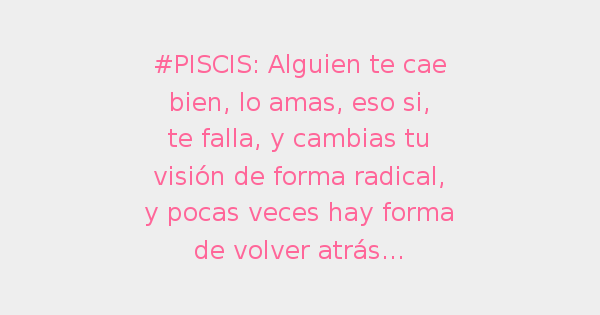 #PISCIS: Alguien te cae
bien, lo amas, eso si,
te falla, y cambias tu
visión de forma radical,
y pocas veces hay forma
de volver atrás...